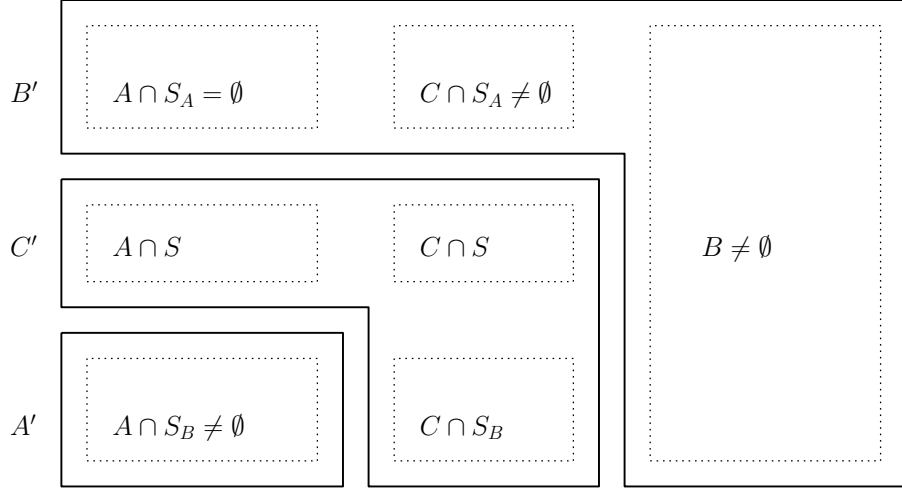 B′ A ∩ S_A = ∅ C ∩ S_A ≠ ∅
C′ A ∩ S C ∩ S B ≠ ∅
A′ A ∩ S_B ≠ ∅ C ∩ S_B